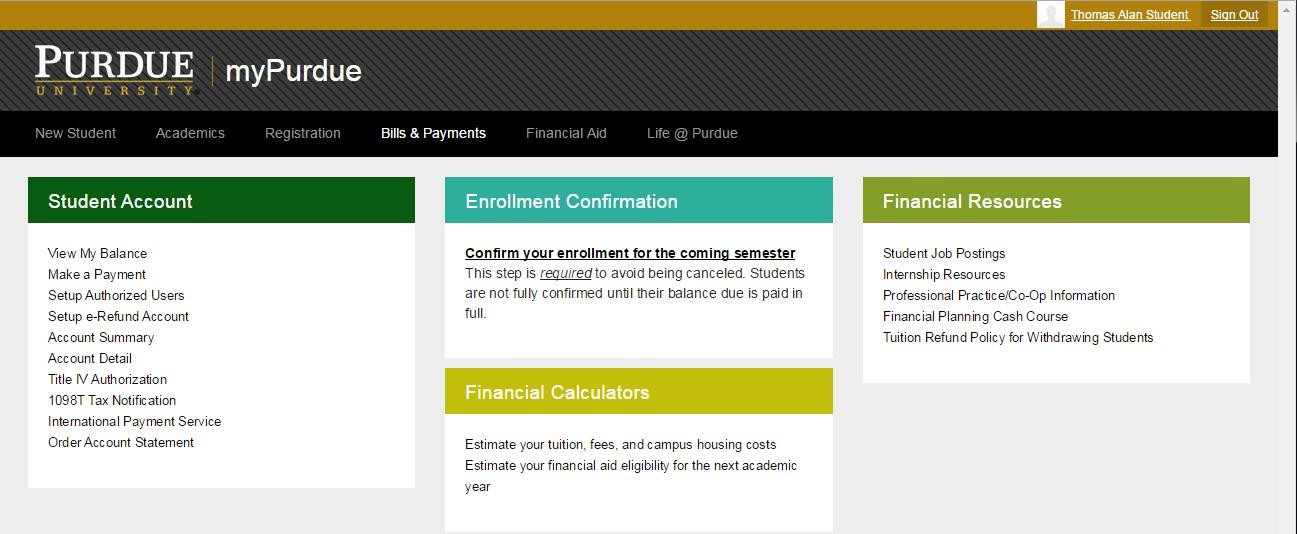 Thomas Alan Student Sign Out
PURDUE
UNIVERSITY
myPurdue
New Student Academics Registration Bills & Payments Financial Aid Life @ Purdue
Student Account
View My Balance
Make a Payment
Setup Authorized Users
Setup e-Refund Account
Account Summary
Account Detail
Title IV Authorization
1098T Tax Notification
International Payment Service
Order Account Statement
Enrollment Confirmation
Confirm your enrollment for the coming semester
This step is required to avoid being canceled. Students
are not fully confirmed until their balance due is paid in
full.
Financial Calculators
Estimate your tuition, fees, and campus housing costs
Estimate your financial aid eligibility for the next academic
year
Financial Resources
Student Job Postings
Internship Resources
Professional Practice/Co-Op Information
Financial Planning Cash Course
Tuition Refund Policy for Withdrawing Students